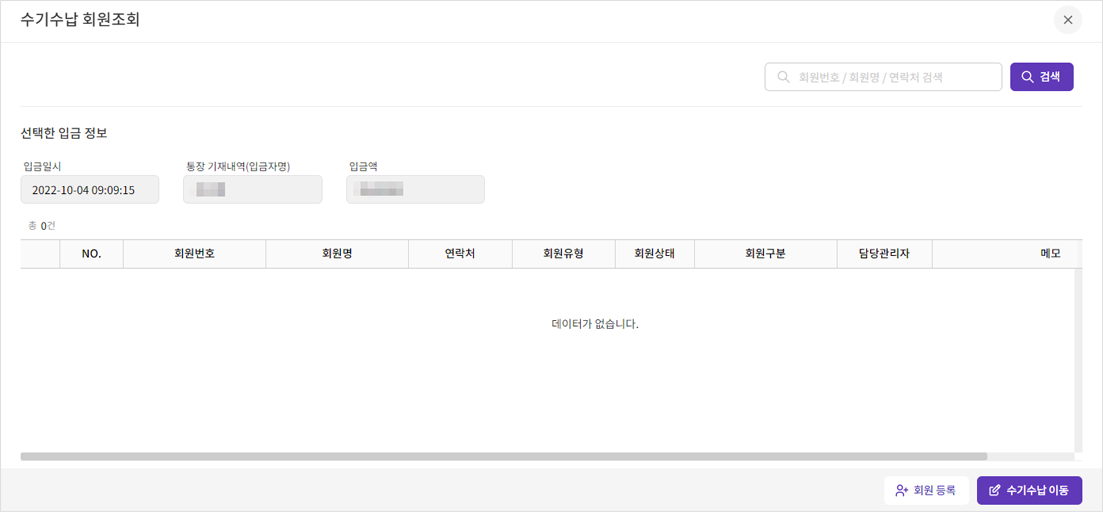 수기수납 회원조회
회원번호 / 회원명 / 연락처 검색 검색
선택한 입금 정보
입금일시 통장 기재내역(입금자명) 입금액
2022-10-04 09:09:15
총 0건
NO. 회원번호 회원명 연락처 회원유형 회원상태 회원구분 담당관리자 메모
데이터가 없습니다.
회원 등록 수기수납 이동